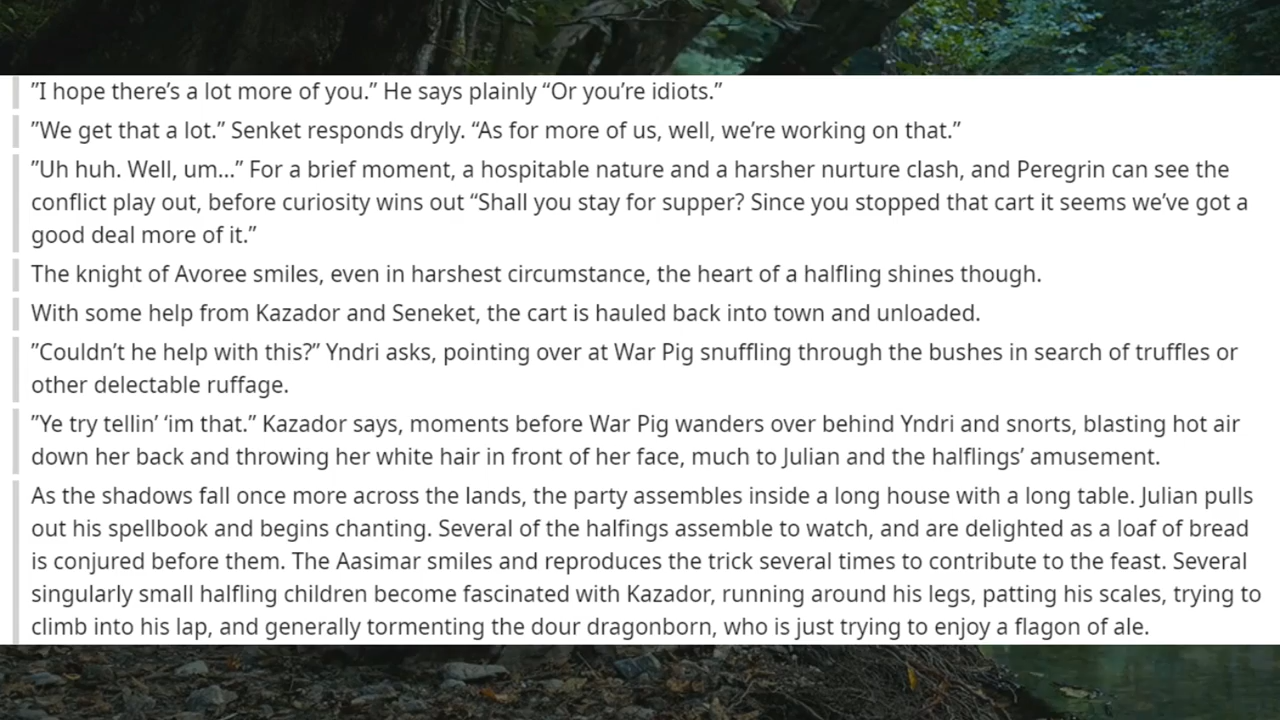 ”I hope there’s a lot more of you.” He says plainly “Or you’re idiots.”
”We get that a lot.” Senket responds dryly. “As for more of us, well, we’re working on that.”
”Uh huh. Well, um...” For a brief moment, a hospitable nature and a harsher nurture clash, and Peregrin can see the
conflict play out, before curiosity wins out “Shall you stay for supper? Since you stopped that cart it seems we’ve got a
good deal more of it.”
The knight of Avoree smiles, even in harshest circumstance, the heart of a halfling shines though.
With some help from Kazador and Seneket, the cart is hauled back into town and unloaded.
”Couldn’t he help with this?” Yndri asks, pointing over at War Pig snuffling through the bushes in search of truffles or
other delectable ruffage.
”Ye try tellin’ ‘im that.” Kazador says, moments before War Pig wanders over behind Yndri and snorts, blasting hot air
down her back and throwing her white hair in front of her face, much to Julian and the halflings’ amusement.
As the shadows fall once more across the lands, the party assembles inside a long house with a long table. Julian pulls
out his spellbook and begins chanting. Several of the halfings assemble to watch, and are delighted as a loaf of bread
is conjured before them. The Aasimar smiles and reproduces the trick several times to contribute to the feast. Several
singularly small halfling children become fascinated with Kazador, running around his legs, patting his scales, trying to
climb into his lap, and generally tormenting the dour dragonborn, who is just trying to enjoy a flagon of ale.